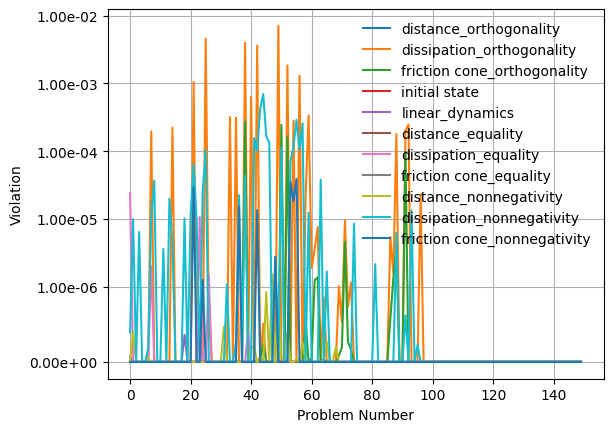 1.00e-02
1.00e-03
1.00e-04
1.00e-05
1.00e-06
0.00e+00
Violation
distance_orthogonality
dissipation_orthogonality
friction cone_orthogonality
initial state
linear_dynamics
distance_equality
dissipation_equality
friction cone_equality
distance_nonnegativity
dissipation_nonnegativity
friction cone_nonnegativity
0 20 40 60 80 100 120 140
Problem Number